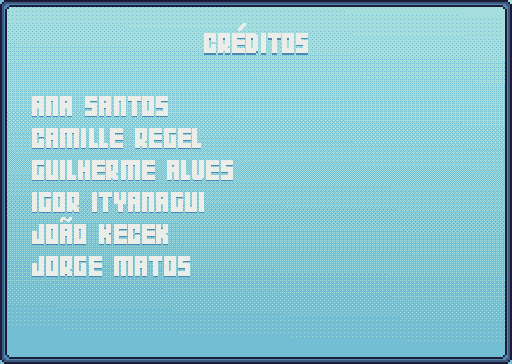 CRÉDITOS
ANA SANTOS
CAMILLE REGEL
GUILHERME ALVES
IGOR ITYANAGUI
JOÃO KECEK
JORGE MATOS